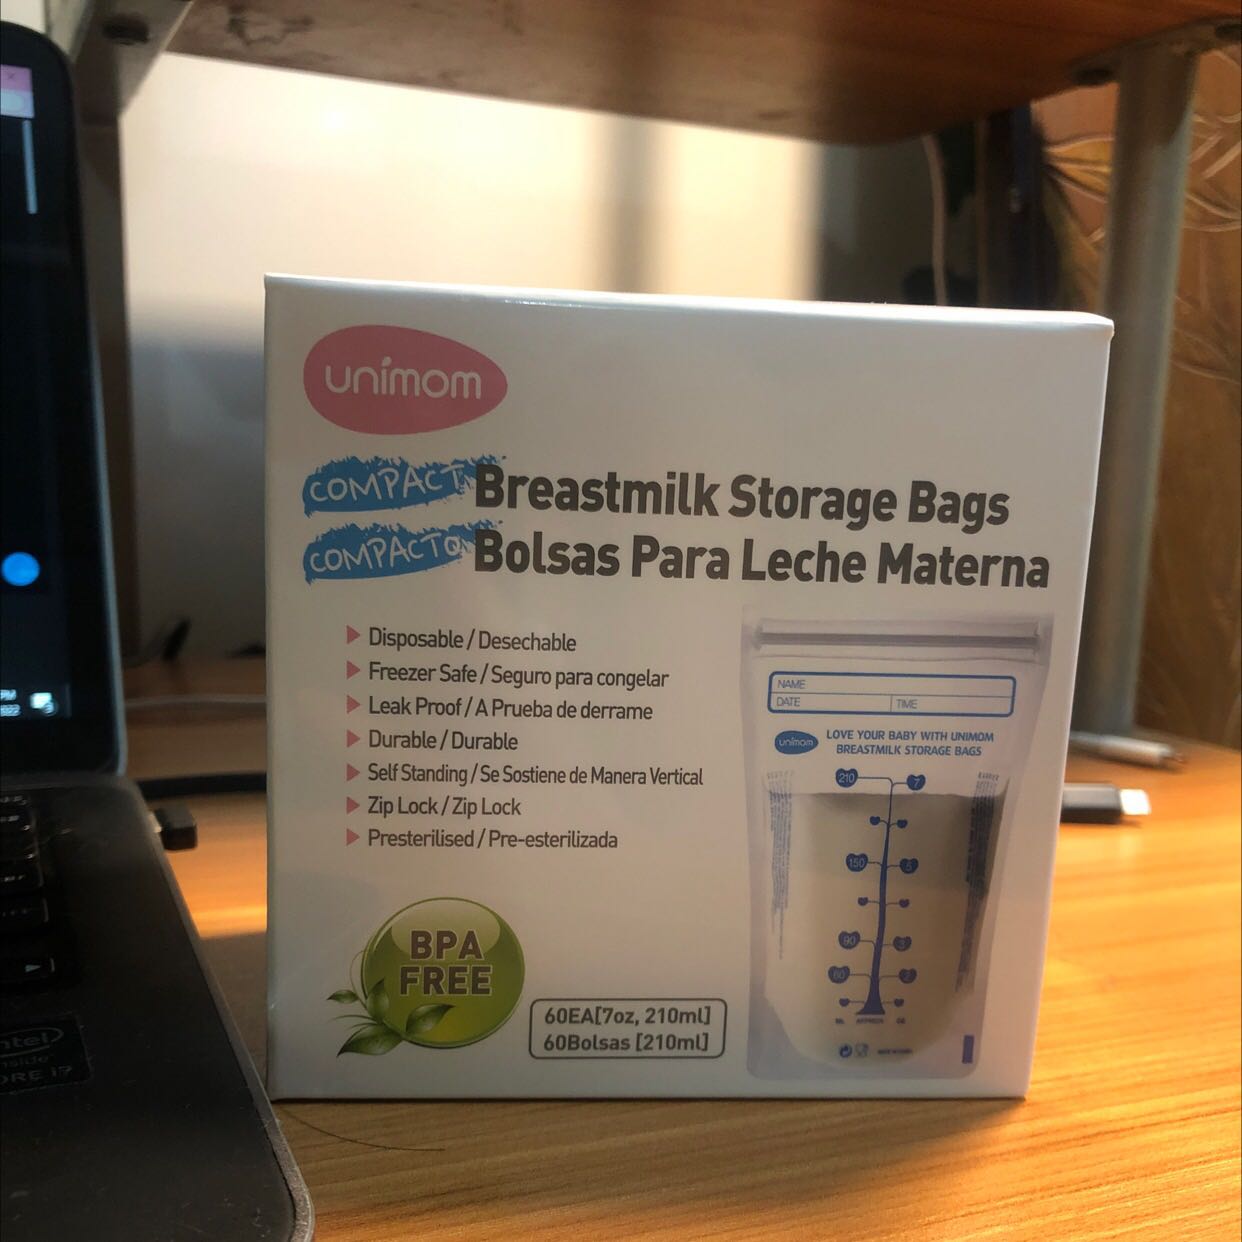 unimom
COMPACT Breastmilk Storage Bags
COMPACTO Bolsas Para Leche Materna
Disposable / Desechable
Freezer Safe / Seguro para congelar
Leak Proof / A Prueba de derrame
Durable / Durable
Self Standing / Se Sostiene de Manera Vertical
Zip Lock / Zip Lock
Presterilised / Pre-esterilizada
BPA
FREE
60EA[7oz, 210ml]
60Bolsas [210ml]
NAME
DATE TIME
unimom
LOVE YOUR BABY WITH UNIMOM
BREASTMILK STORAGE BAGS
210 7
150 5
90 3
60 2
ML APPROX OZ